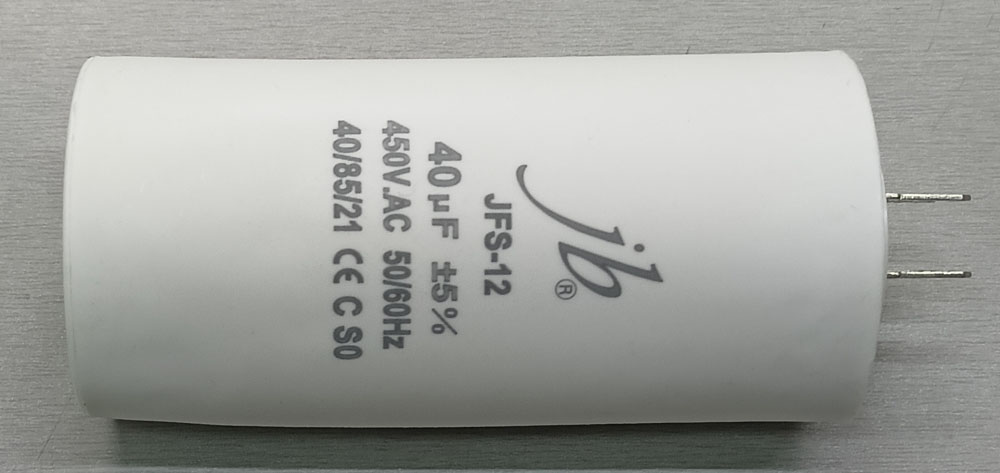 jb®
JFS-12
40µF ±5%
450V.AC 50/60Hz
40/85/21 CE C S0